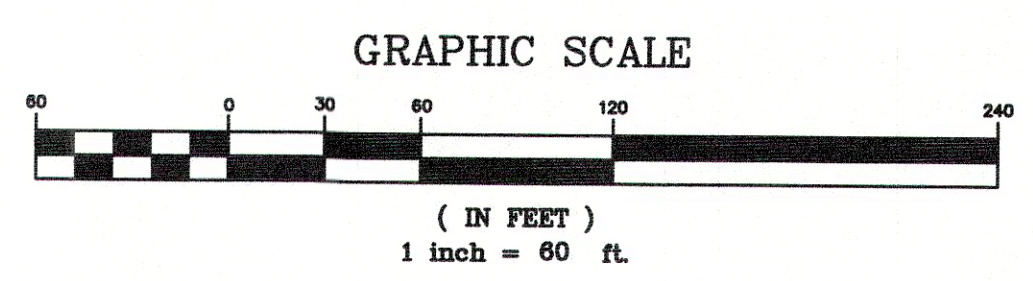 GRAPHIC SCALE
60 0 30 60 120 240
( IN FEET )
1 inch = 60 ft.